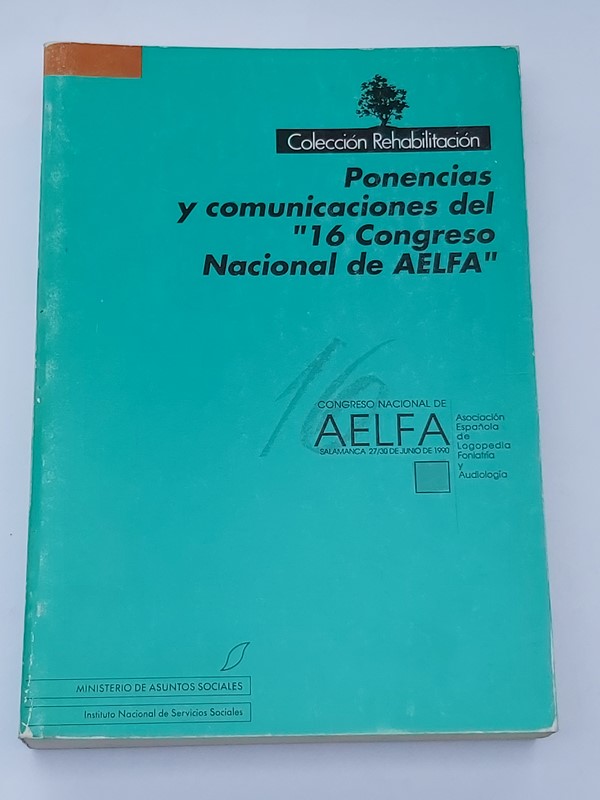 Colección Rehabilitación
Ponencias
y comunicaciones del
"16 Congreso
Nacional de AELFA"
16
CONGRESO NACIONAL DE
AELFA
SALAMANCA 27/30 DE JUNIO DE 1990
Asociación
Española
de
Logopedia
Foniatría
y
Audiología
MINISTERIO DE ASUNTOS SOCIALES
Instituto Nacional de Servicios Sociales